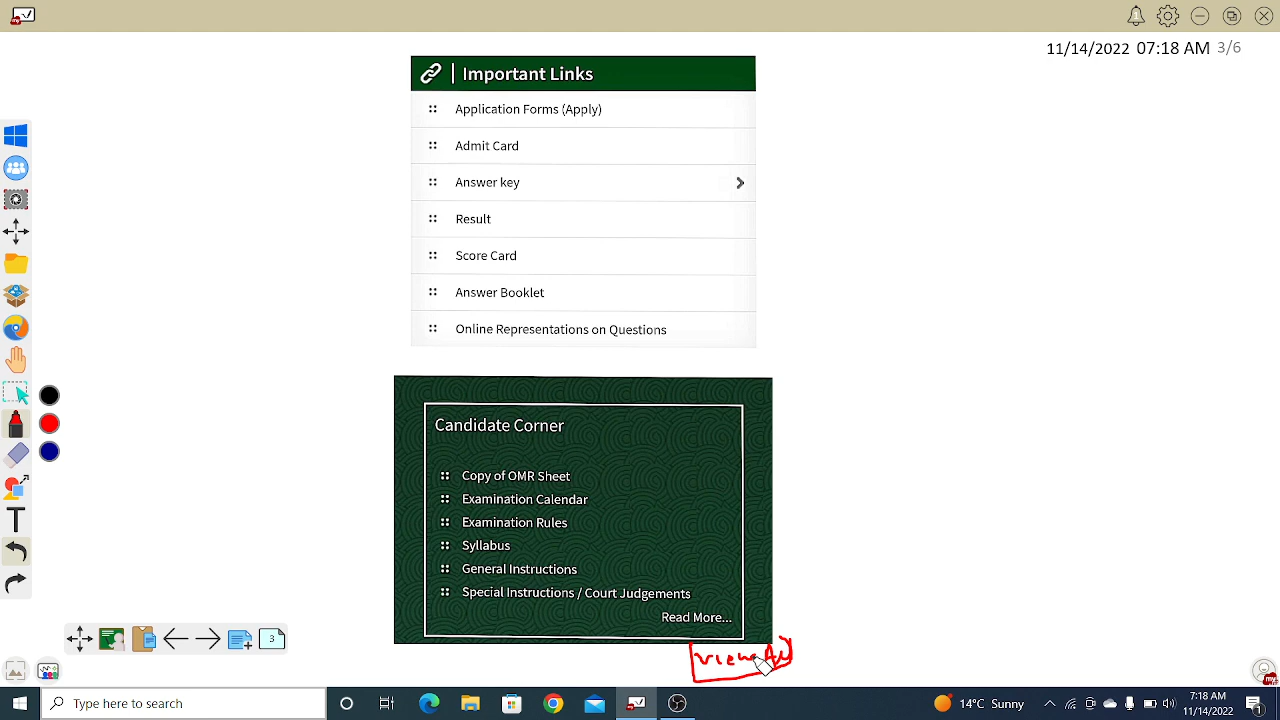 11/14/2022 07:18 AM 3/6
Important Links
Application Forms (Apply)
Admit Card
Answer key
Result
Score Card
Answer Booklet
Online Representations on Questions
Candidate Corner
Copy of OMR Sheet
Examination Calendar
Examination Rules
Syllabus
General Instructions
Special Instructions / Court Judgements
Read More...
view All
T
3
Type here to search
14°C Sunny
7:18 AM
11/14/2022